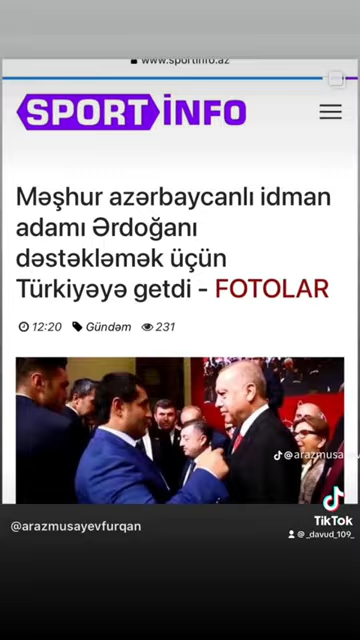 www.sportinfo.az
SPORT İNFO
Məşhur azərbaycanlı idman
adamı Ərdoğanı
dəstəkləmək üçün
Türkiyəyə getdi - FOTOLAR
12:20 Gündəm 231
@arazmusayev
@arazmusayevfurqan
TikTok
@_davud_109_